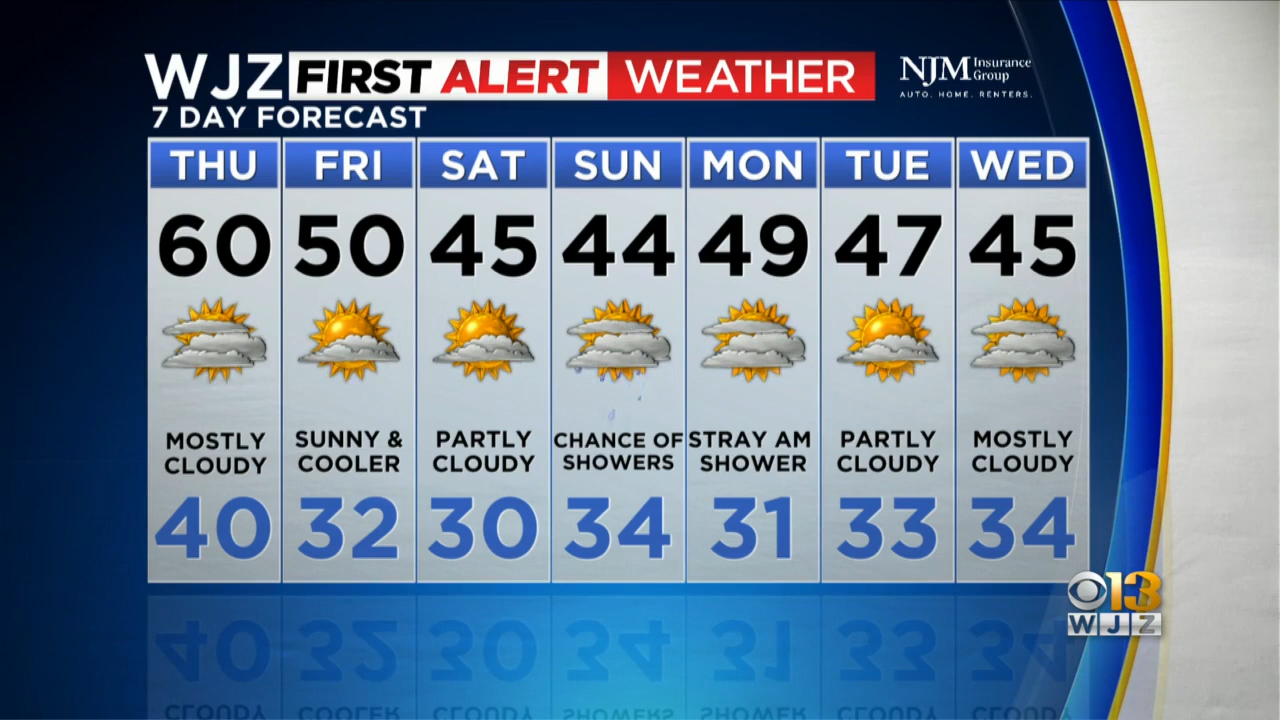 WJZ FIRST ALERT WEATHER
NJM Insurance Group
AUTO. HOME. RENTERS.
7 DAY FORECAST
THU FRI SAT SUN MON TUE WED
60 50 45 44 49 47 45
MOSTLY SUNNY & PARTLY CHANCE OF STRAY AM PARTLY MOSTLY
CLOUDY COOLER CLOUDY SHOWERS SHOWER CLOUDY CLOUDY
40 32 30 34 31 33 34
13
WJZ